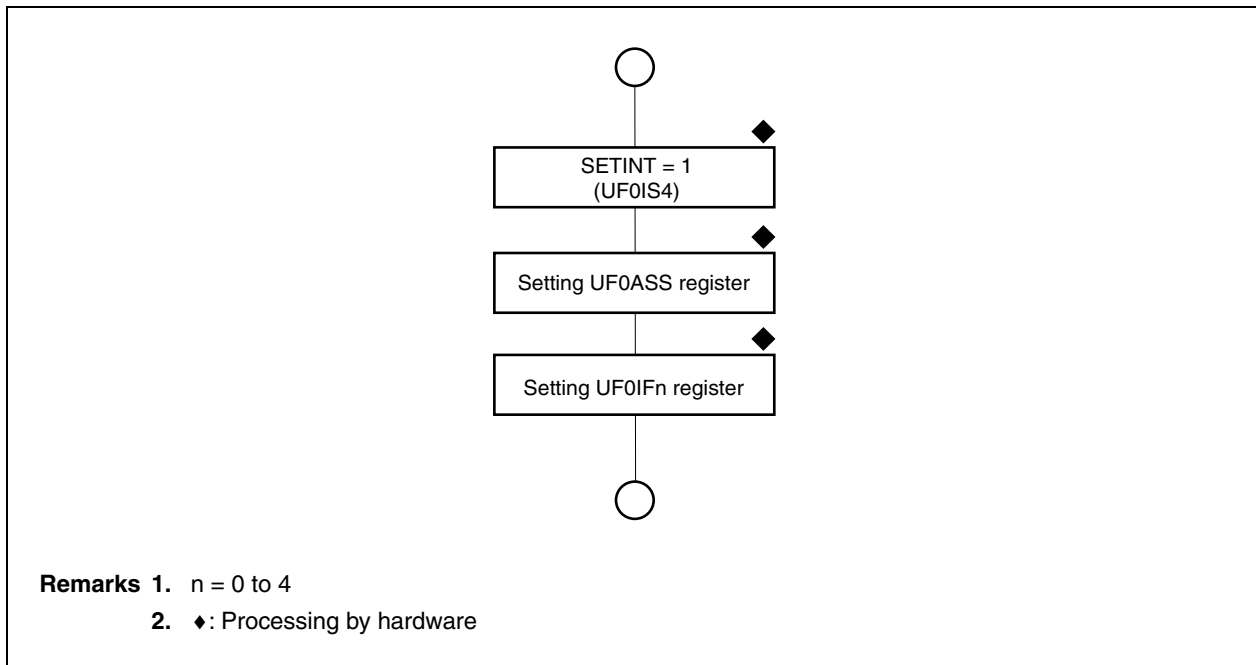 SETINT = 1
(UF0IS4)
Setting UF0ASS register
Setting UF0IFn register
Remarks 1. n = 0 to 4
2. ♦: Processing by hardware